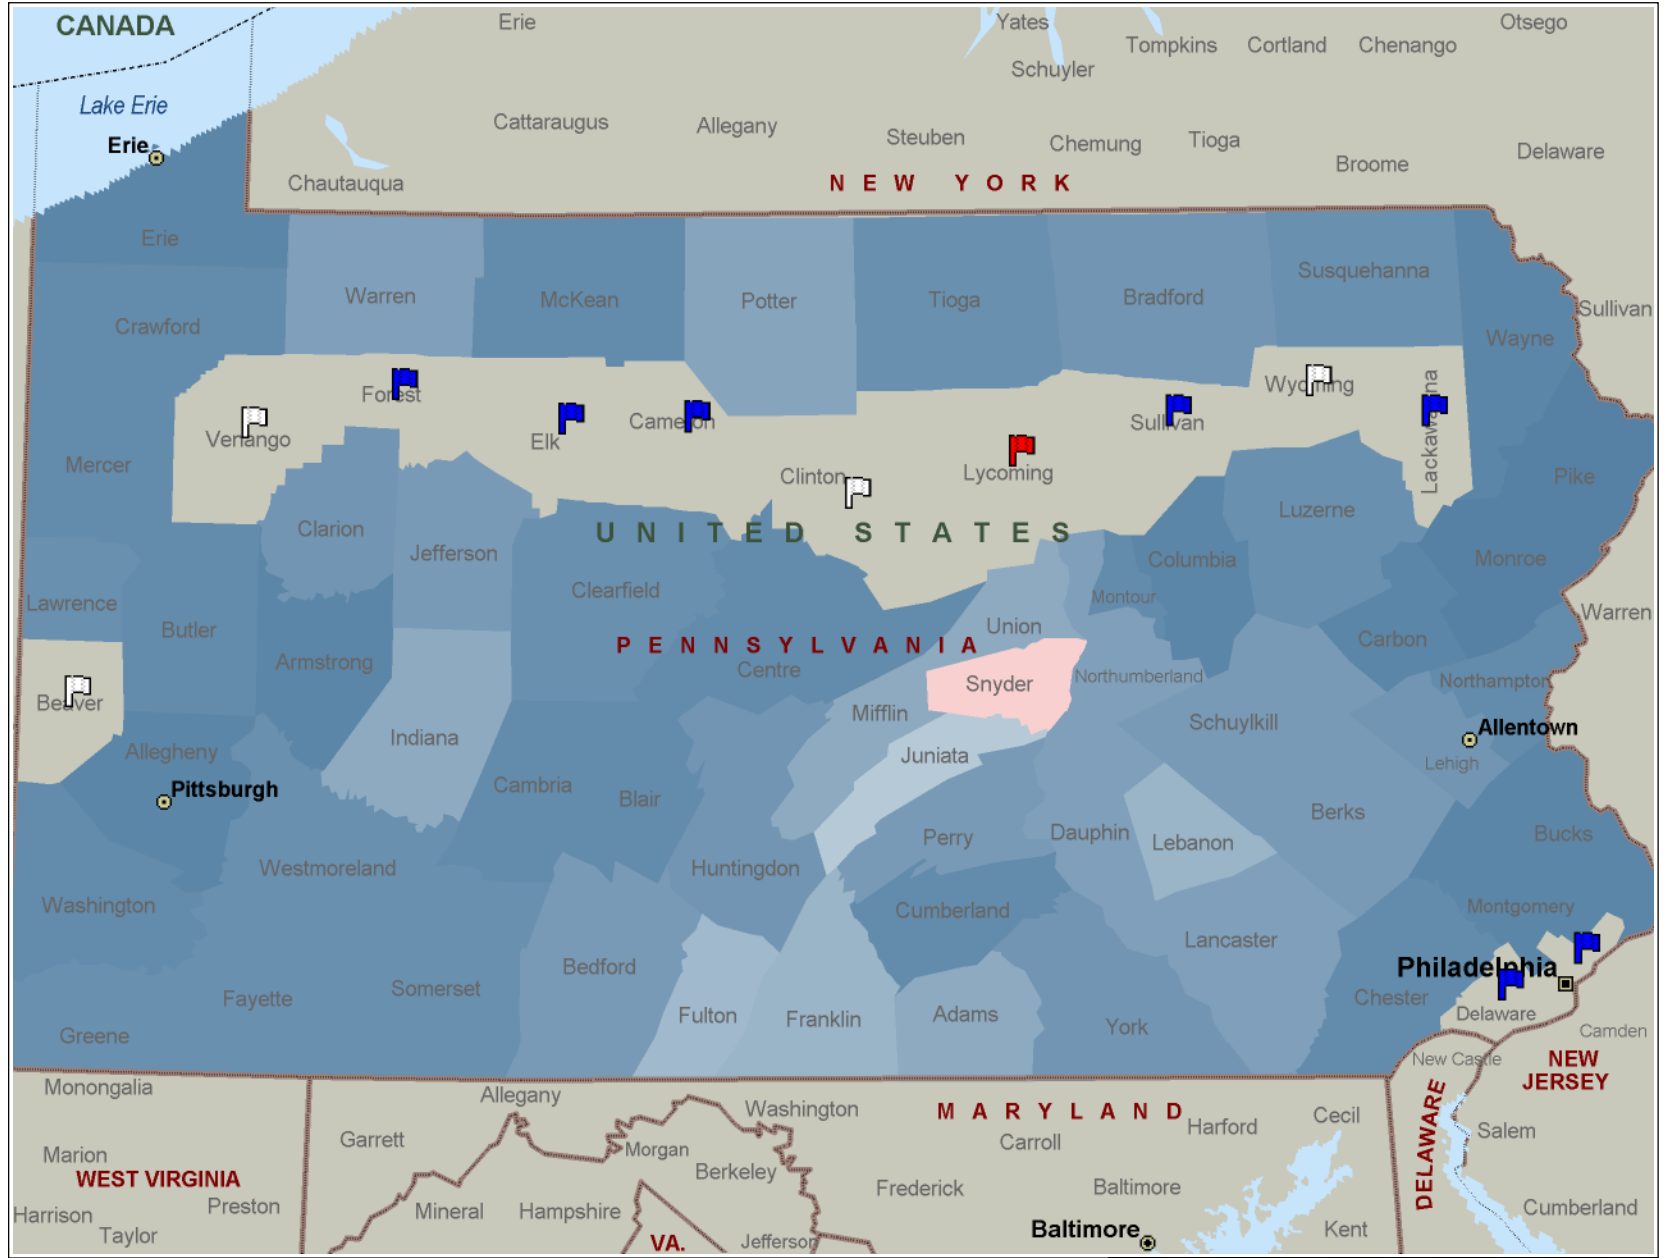 CANADA
Erie
Yates
Otsego
Tompkins
Cortland
Chenango
Schuyler
Lake Erie
Cattaraugus
Allegany
Steuben
Chemung
Tioga
Erie
Delaware
Broome
Chautauqua
NEW YORK
Erie
Susquehanna
Warren
McKean
Potter
Tioga
Bradford
Sullivan
Crawford
Wayne
Forest
Wyoming
Cameron
Sullivan
Lackawanna
Venango
Elk
Mercer
Clinton
Lycoming
Pike
Clarion
Luzerne
UNITED STATES
Jefferson
Columbia
Monroe
Clearfield
Montour
Lawrence
Warren
Butler
Union
Carbon
PENNSYLVANIA
Armstrong
Centre
Snyder
Northumberland
Northampton
Beaver
Mifflin
Schuylkill
Allentown
Indiana
Allegheny
Juniata
Lehigh
Pittsburgh
Cambria
Blair
Berks
Perry
Dauphin
Lebanon
Bucks
Westmoreland
Huntingdon
Washington
Cumberland
Montgomery
Lancaster
Bedford
Philadelphia
Fayette
Somerset
Chester
Fulton
Franklin
Adams
Delaware
York
Greene
Camden
New Castle
NEW
JERSEY
Monongalia
Allegany
Washington
MARYLAND
Cecil
Harford
DELAWARE
Garrett
Carroll
Salem
Marion
Morgan
Berkeley
WEST VIRGINIA
Frederick
Baltimore
Preston
Mineral
Hampshire
Cumberland
Harrison
Taylor
VA.
Jefferson
Baltimore
Kent